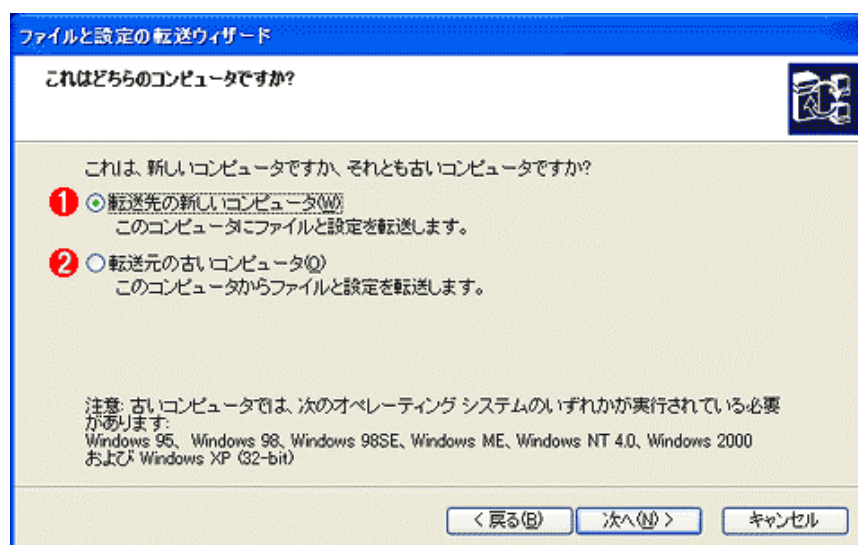 ファイルと設定の転送ウィザード
これはどちらのコンピュータですか?
これは、新しいコンピュータですか、それとも古いコンピュータですか?
1 転送先の新しいコンピュータ(W)
このコンピュータにファイルと設定を転送します。
2 転送元の古いコンピュータ(O)
このコンピュータからファイルと設定を転送します。
注意: 古いコンピュータでは、次のオペレーティング システムのいずれかが実行されている必要
があります:
Windows 95、Windows 98、Windows 98SE、Windows ME、Windows NT 4.0、Windows 2000
および Windows XP (32-bit)
< 戻る(B) 次へ(N) > キャンセル